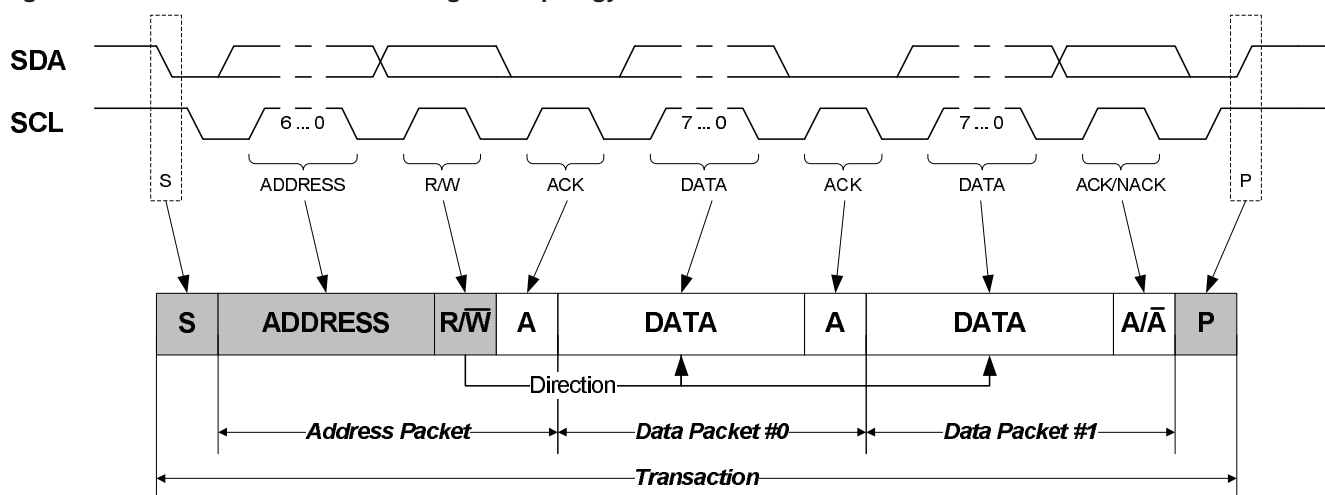 SDA
SCL
6 ... 0
7 ... 0
7 ... 0
S
ADDRESS
R/W
ACK
DATA
ACK
DATA
ACK/NACK
P
S
ADDRESS
R/W̅
A
DATA
A
DATA
A/A̅
P
Direction
Address Packet
Data Packet #0
Data Packet #1
Transaction